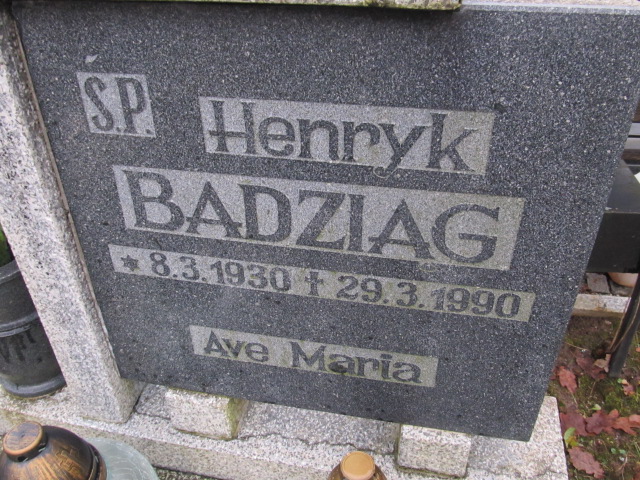 Ś.P.
Henryk
BADZIAG
* 8.3.1930 † 29.3.1990
Ave Maria